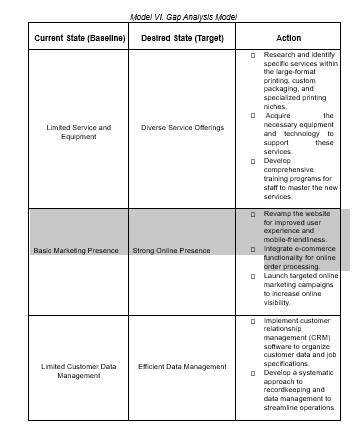 Model VI. Gap Analysis Model
Current State (Baseline)
Desired State (Target)
Action
Limited Service and
Equipment
Diverse Service Offerings
Research and identify
specific services within
the large-format
printing, custom
packaging, and
specialized printing
niches.
Acquire the
necessary equipment
and technology to
support these
services.
Develop
comprehensive
training programs for
staff to master the new
services.
Basic Marketing Presence
Strong Online Presence
Revamp the website
for improved user
experience and
mobile-friendliness.
Integrate e-commerce
functionality for online
order processing.
Launch targeted online
marketing campaigns
to increase online
visibility.
Limited Customer Data
Management
Efficient Data Management
Implement customer
relationship
management (CRM)
software to organize
customer data and job
specifications.
Develop a systematic
approach to
recordkeeping and
data management to
streamline operations.